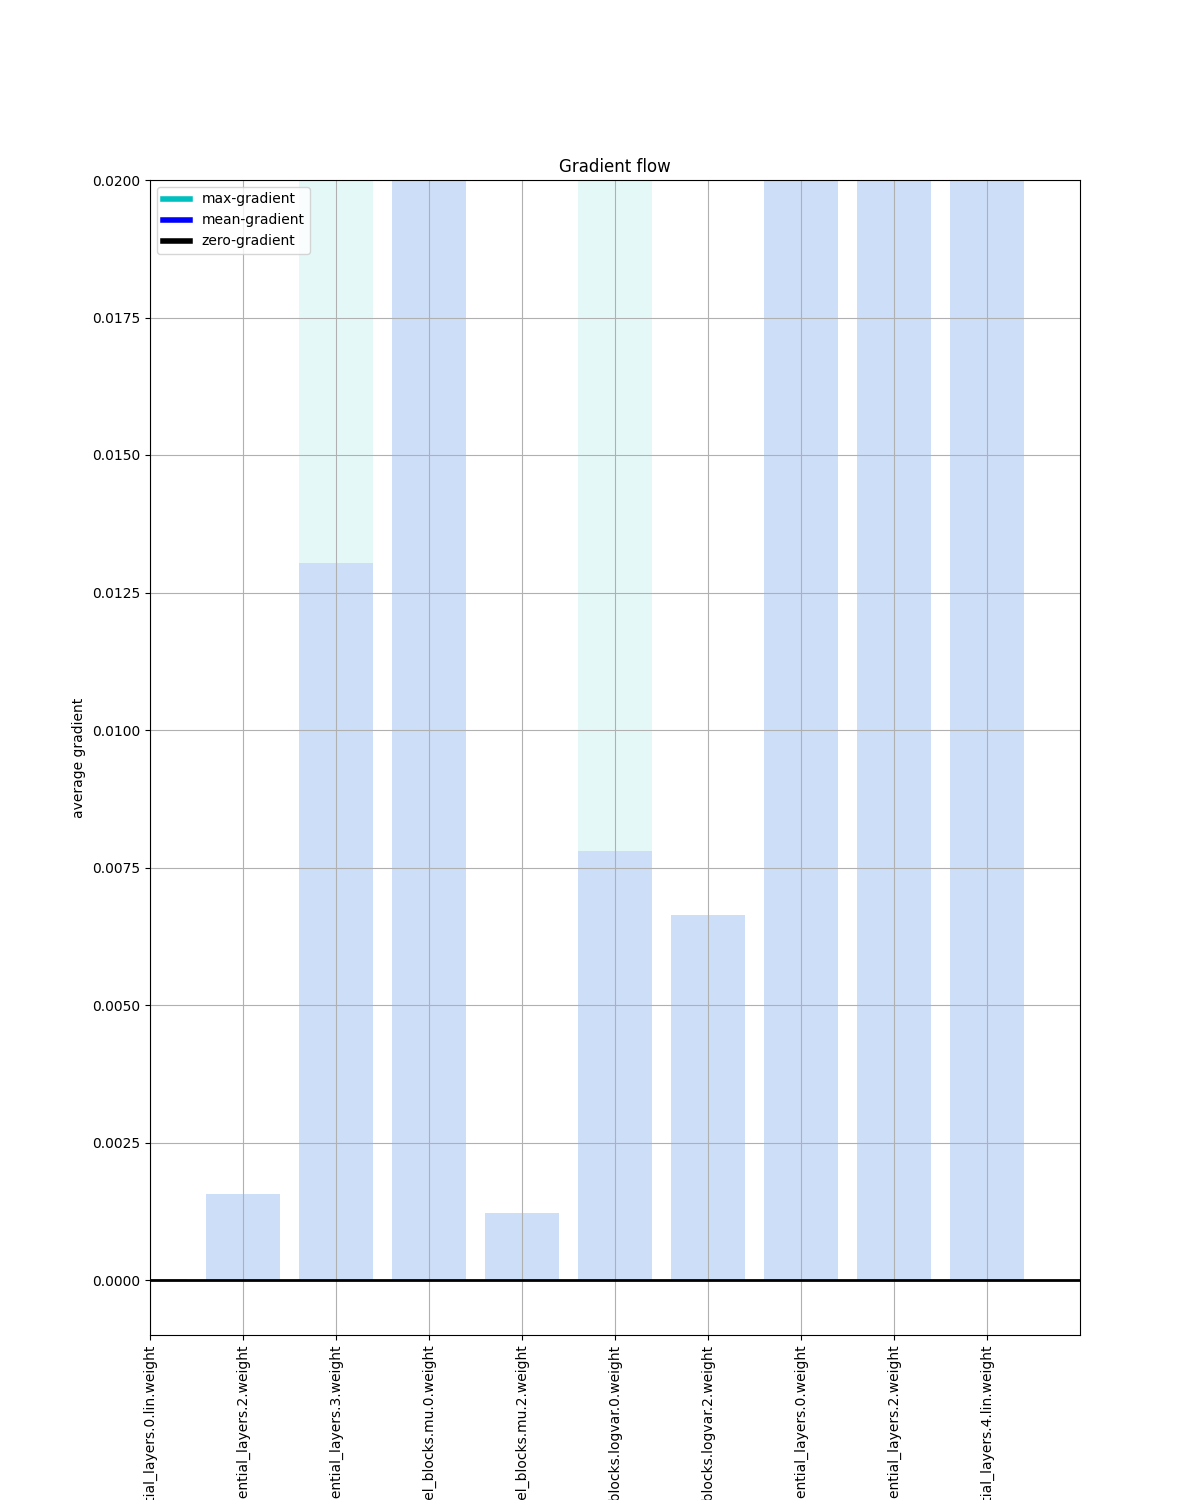 Gradient flow
max-gradient
mean-gradient
zero-gradient
0.0200
0.0175
0.0150
0.0125
0.0100
0.0075
0.0050
0.0025
0.0000
average gradient
tial_layers.0.lin.weight
ential_layers.2.weight
ential_layers.3.weight
el_blocks.mu.0.weight
el_blocks.mu.2.weight
blocks.logvar.0.weight
blocks.logvar.2.weight
ential_layers.0.weight
ential_layers.2.weight
tial_layers.4.lin.weight